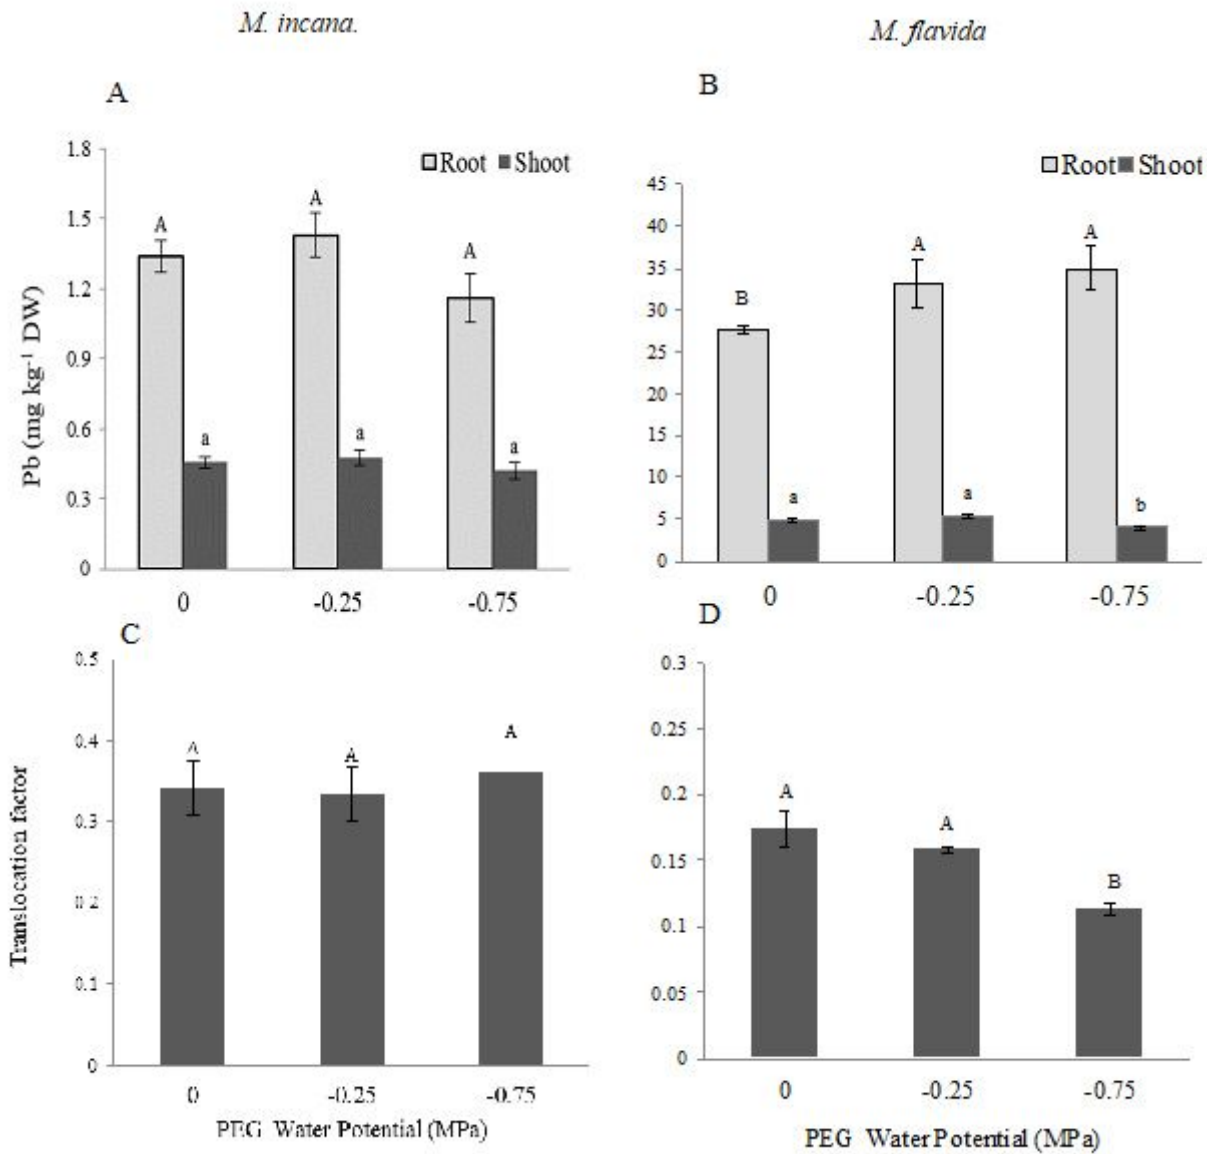 M. incana.
M. flavida
A
Root Shoot
Pb (mg kg⁻¹ DW)
1.8
1.5
1.2
0.9
0.6
0.3
0
A
A
A
a
a
a
0
-0.25
-0.75
B
Root Shoot
45
40
35
30
25
20
15
10
5
0
B
A
A
a
a
b
0
-0.25
-0.75
C
Translocation factor
0.5
0.4
0.3
0.2
0.1
0
A
A
A
0
-0.25
-0.75
PEG Water Potential (MPa)
D
0.3
0.25
0.2
0.15
0.1
0.05
0
A
A
B
0
-0.25
-0.75
PEG Water Potential (MPa)